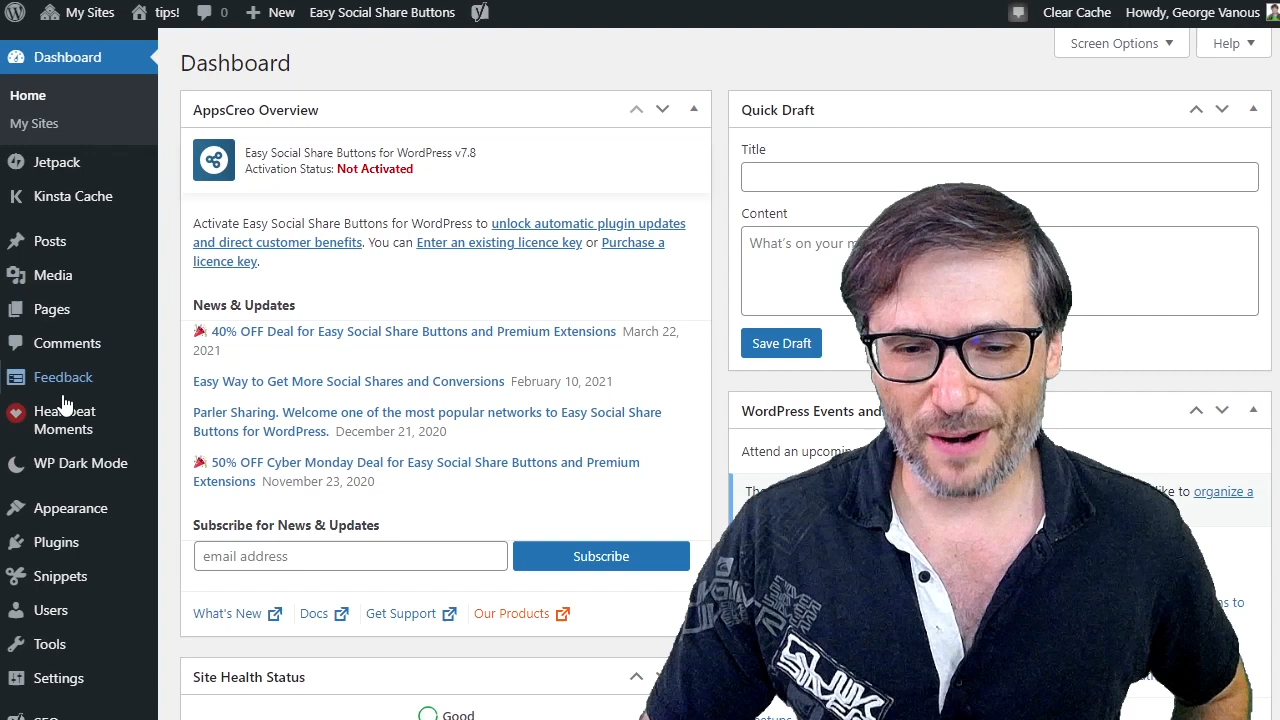 My Sites
tips!
0
+ New
Easy Social Share Buttons
Clear Cache
Howdy, George Vanous
Dashboard
Home
My Sites
Jetpack
Kinsta Cache
Posts
Media
Pages
Comments
Feedback
Heartbeat
Moments
WP Dark Mode
Appearance
Plugins
Snippets
Users
Tools
Settings
SEO
Screen Options
Help
Dashboard
AppsCreo Overview
Easy Social Share Buttons for WordPress v7.8
Activation Status: Not Activated
Activate Easy Social Share Buttons for WordPress to unlock automatic plugin updates
and direct customer benefits. You can Enter an existing licence key or Purchase a
licence key.
News & Updates
🎉 40% OFF Deal for Easy Social Share Buttons and Premium Extensions March 22,
2021
Easy Way to Get More Social Shares and Conversions February 10, 2021
Parler Sharing. Welcome one of the most popular networks to Easy Social Share
Buttons for WordPress. December 21, 2020
🎉 50% OFF Cyber Monday Deal for Easy Social Share Buttons and Premium
Extensions November 23, 2020
Subscribe for News & Updates
email address
Subscribe
What's New
Docs
Get Support
Our Products
Site Health Status
Good
Quick Draft
Title
Content
What's on your
Save Draft
WordPress Events and
Attend an upcoming
like to organize a
to